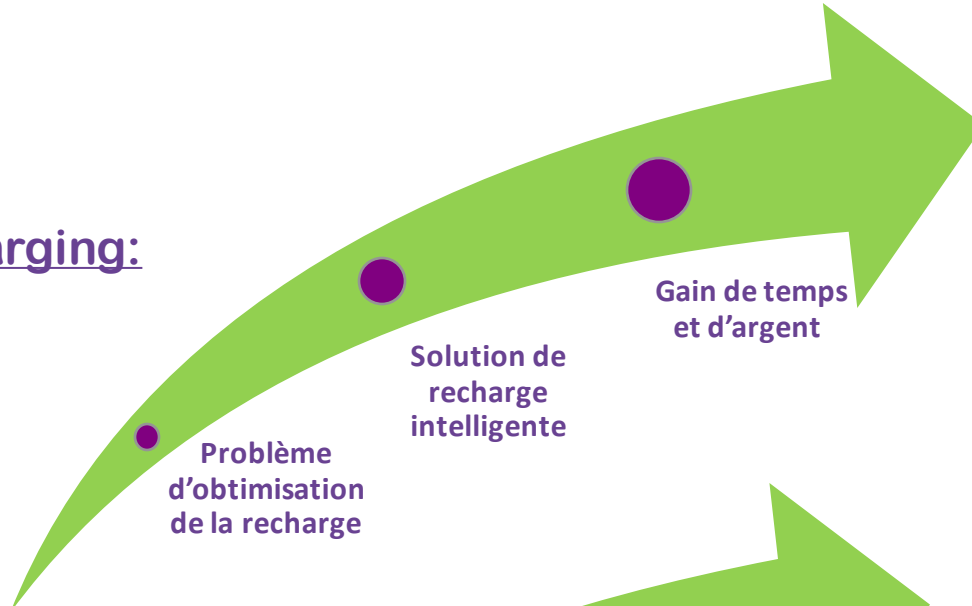 arging:
Gain de temps
et d'argent
Solution de
recharge
intelligente
Problème
d'obtimisation
de la recharge